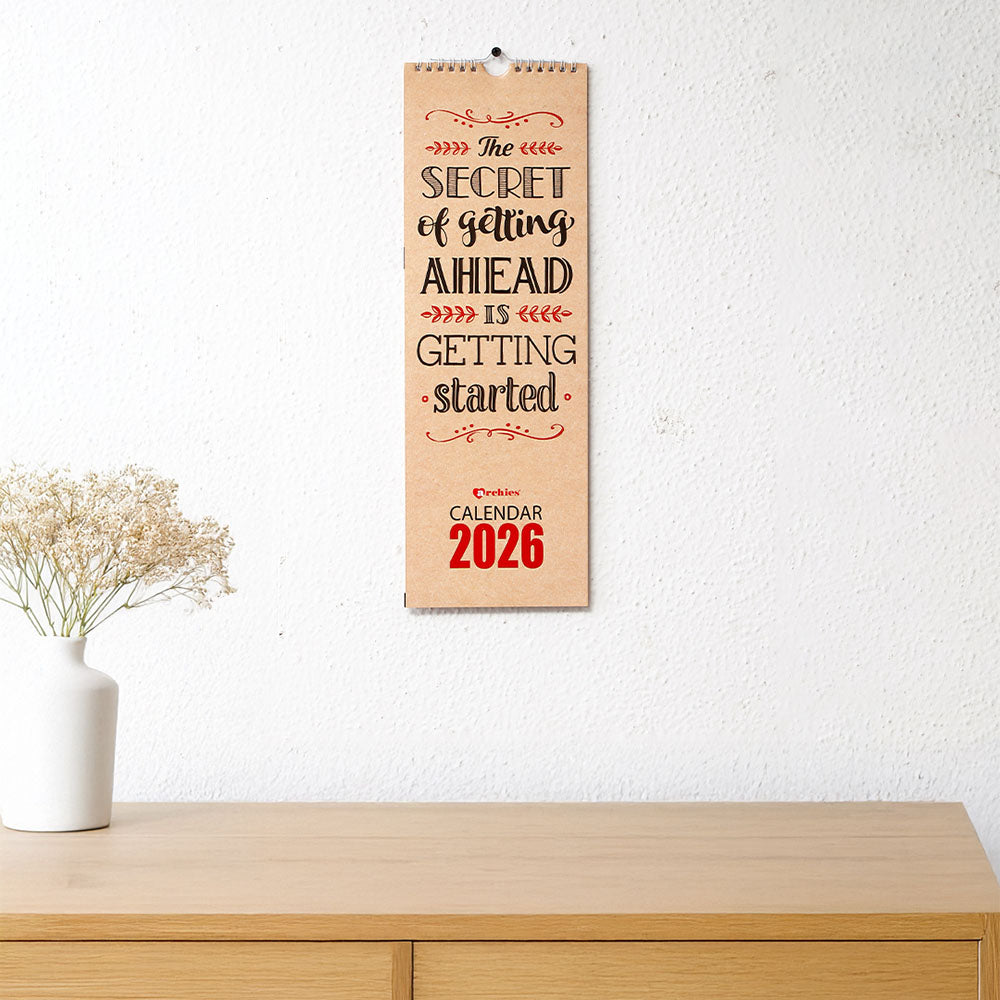 The
SECRET
of getting
AHEAD
IS
GETTING
started
archies
CALENDAR
2026